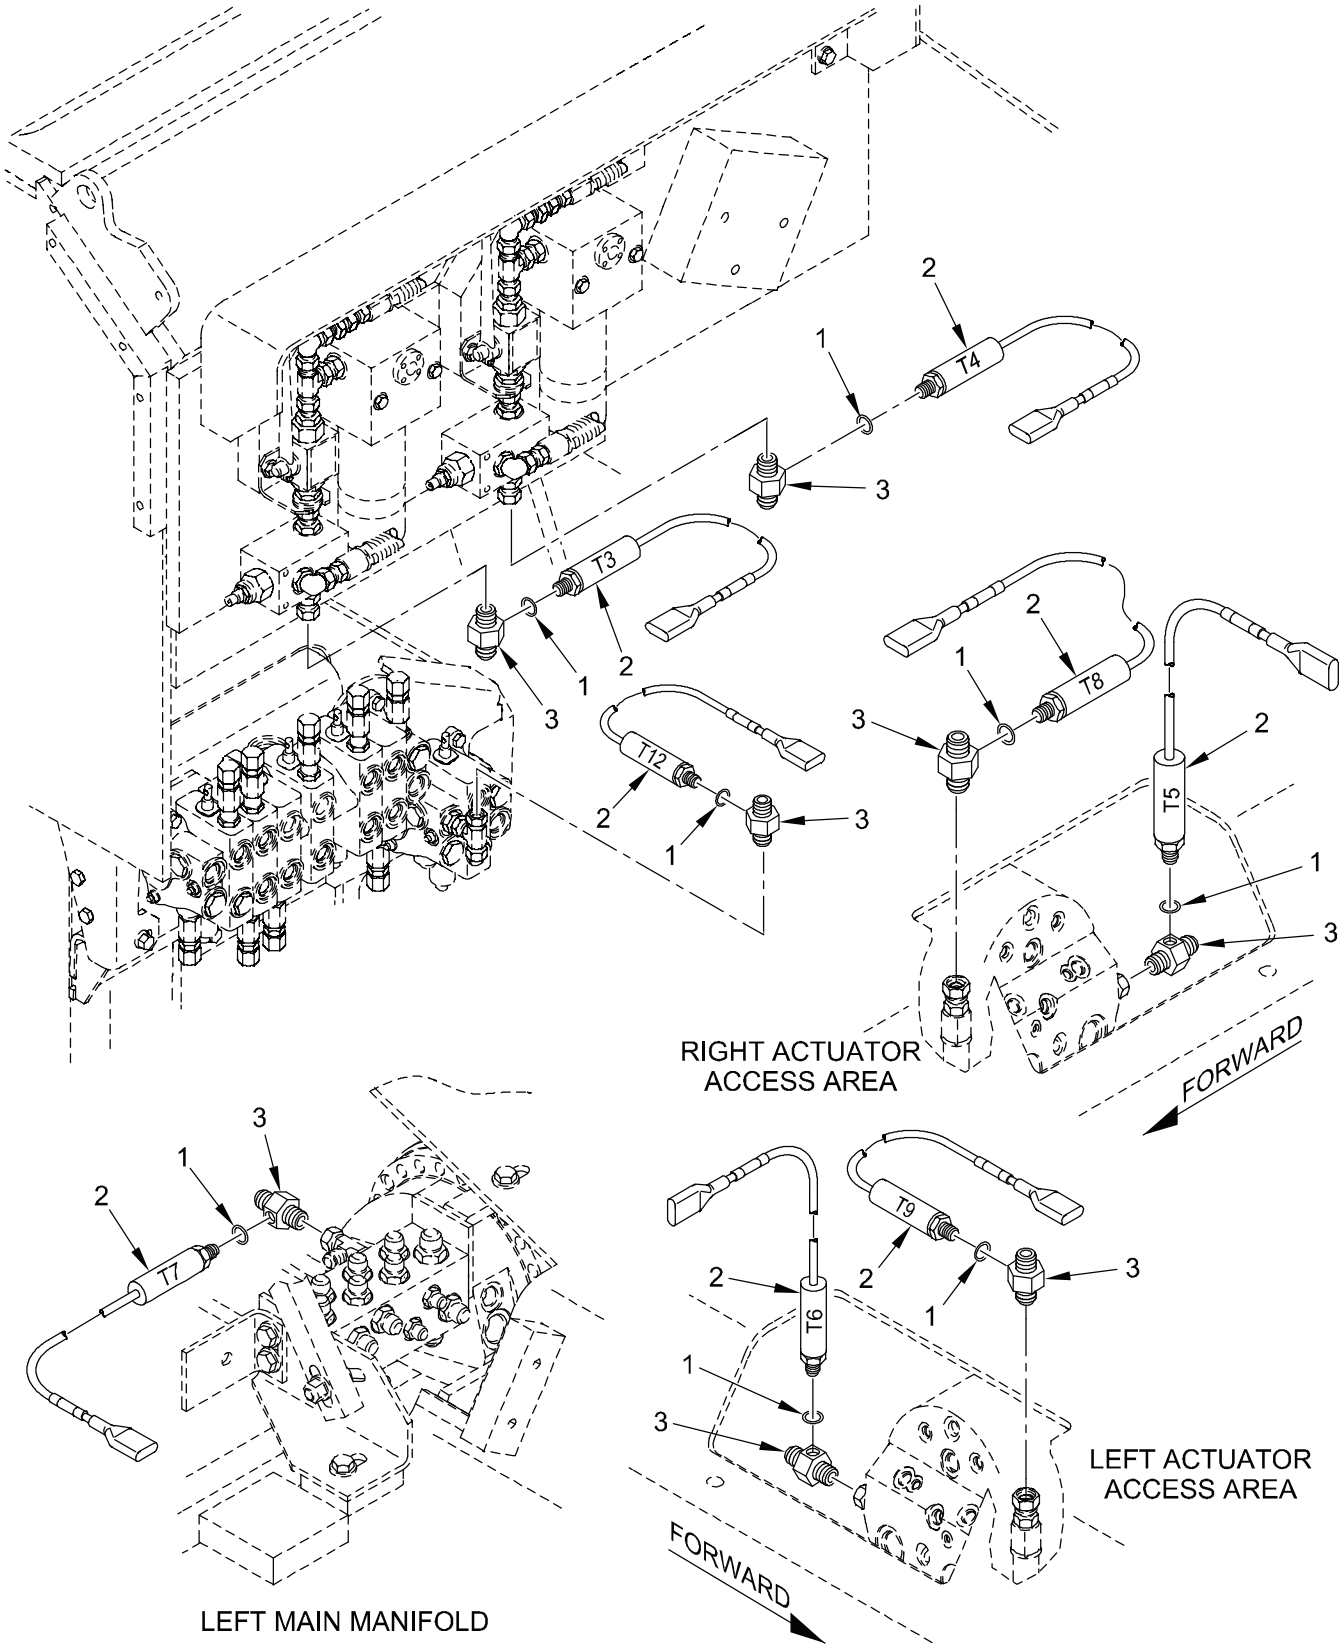 2
T4
1
3
T3
2
1
3
T12
2
1
3
2
T8
1
3
2
T5
1
3
RIGHT ACTUATOR
ACCESS AREA
FORWARD
3
1
2
T7
LEFT MAIN MANIFOLD
T9
2
1
3
2
T6
1
3
LEFT ACTUATOR
ACCESS AREA
FORWARD